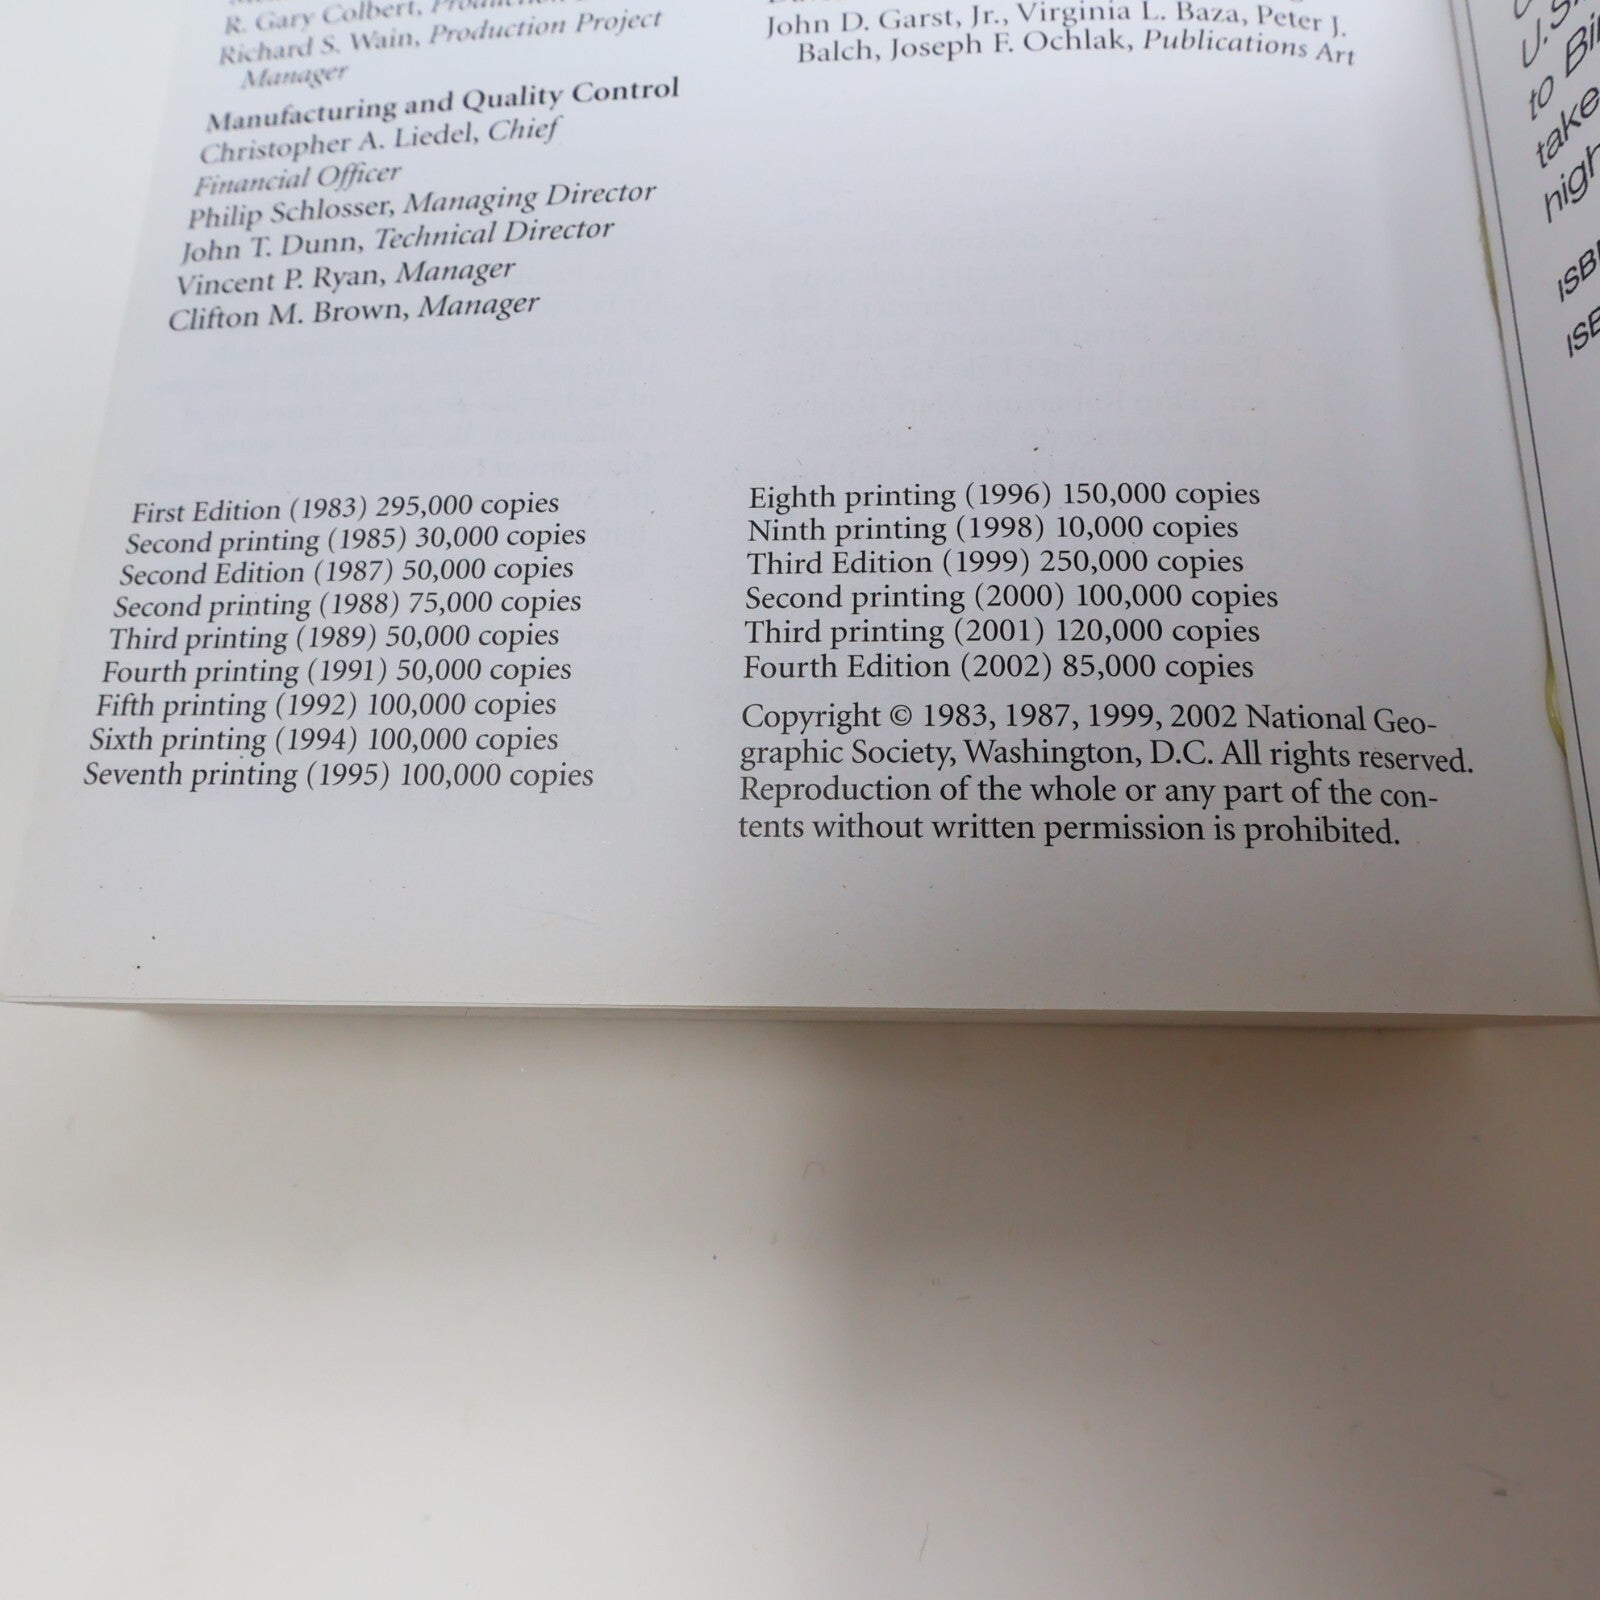 R. Gary Colbert,
Richard S. Wain, Production Project
Manager
Manufacturing and Quality Control
Christopher A. Liedel, Chief
Financial Officer
Philip Schlosser, Managing Director
John T. Dunn, Technical Director
Vincent P. Ryan, Manager
Clifton M. Brown, Manager
First Edition (1983) 295,000 copies
Second printing (1985) 30,000 copies
Second Edition (1987) 50,000 copies
Second printing (1988) 75,000 copies
Third printing (1989) 50,000 copies
Fourth printing (1991) 50,000 copies
Fifth printing (1992) 100,000 copies
Sixth printing (1994) 100,000 copies
Seventh printing (1995) 100,000 copies
John D. Garst, Jr., Virginia L. Baza, Peter J.
Balch, Joseph F. Ochlak, Publications Art
Eighth printing (1996) 150,000 copies
Ninth printing (1998) 10,000 copies
Third Edition (1999) 250,000 copies
Second printing (2000) 100,000 copies
Third printing (2001) 120,000 copies
Fourth Edition (2002) 85,000 copies
Copyright © 1983, 1987, 1999, 2002 National Geo-
graphic Society, Washington, D.C. All rights reserved.
Reproduction of the whole or any part of the con-
tents without written permission is prohibited.
to
take